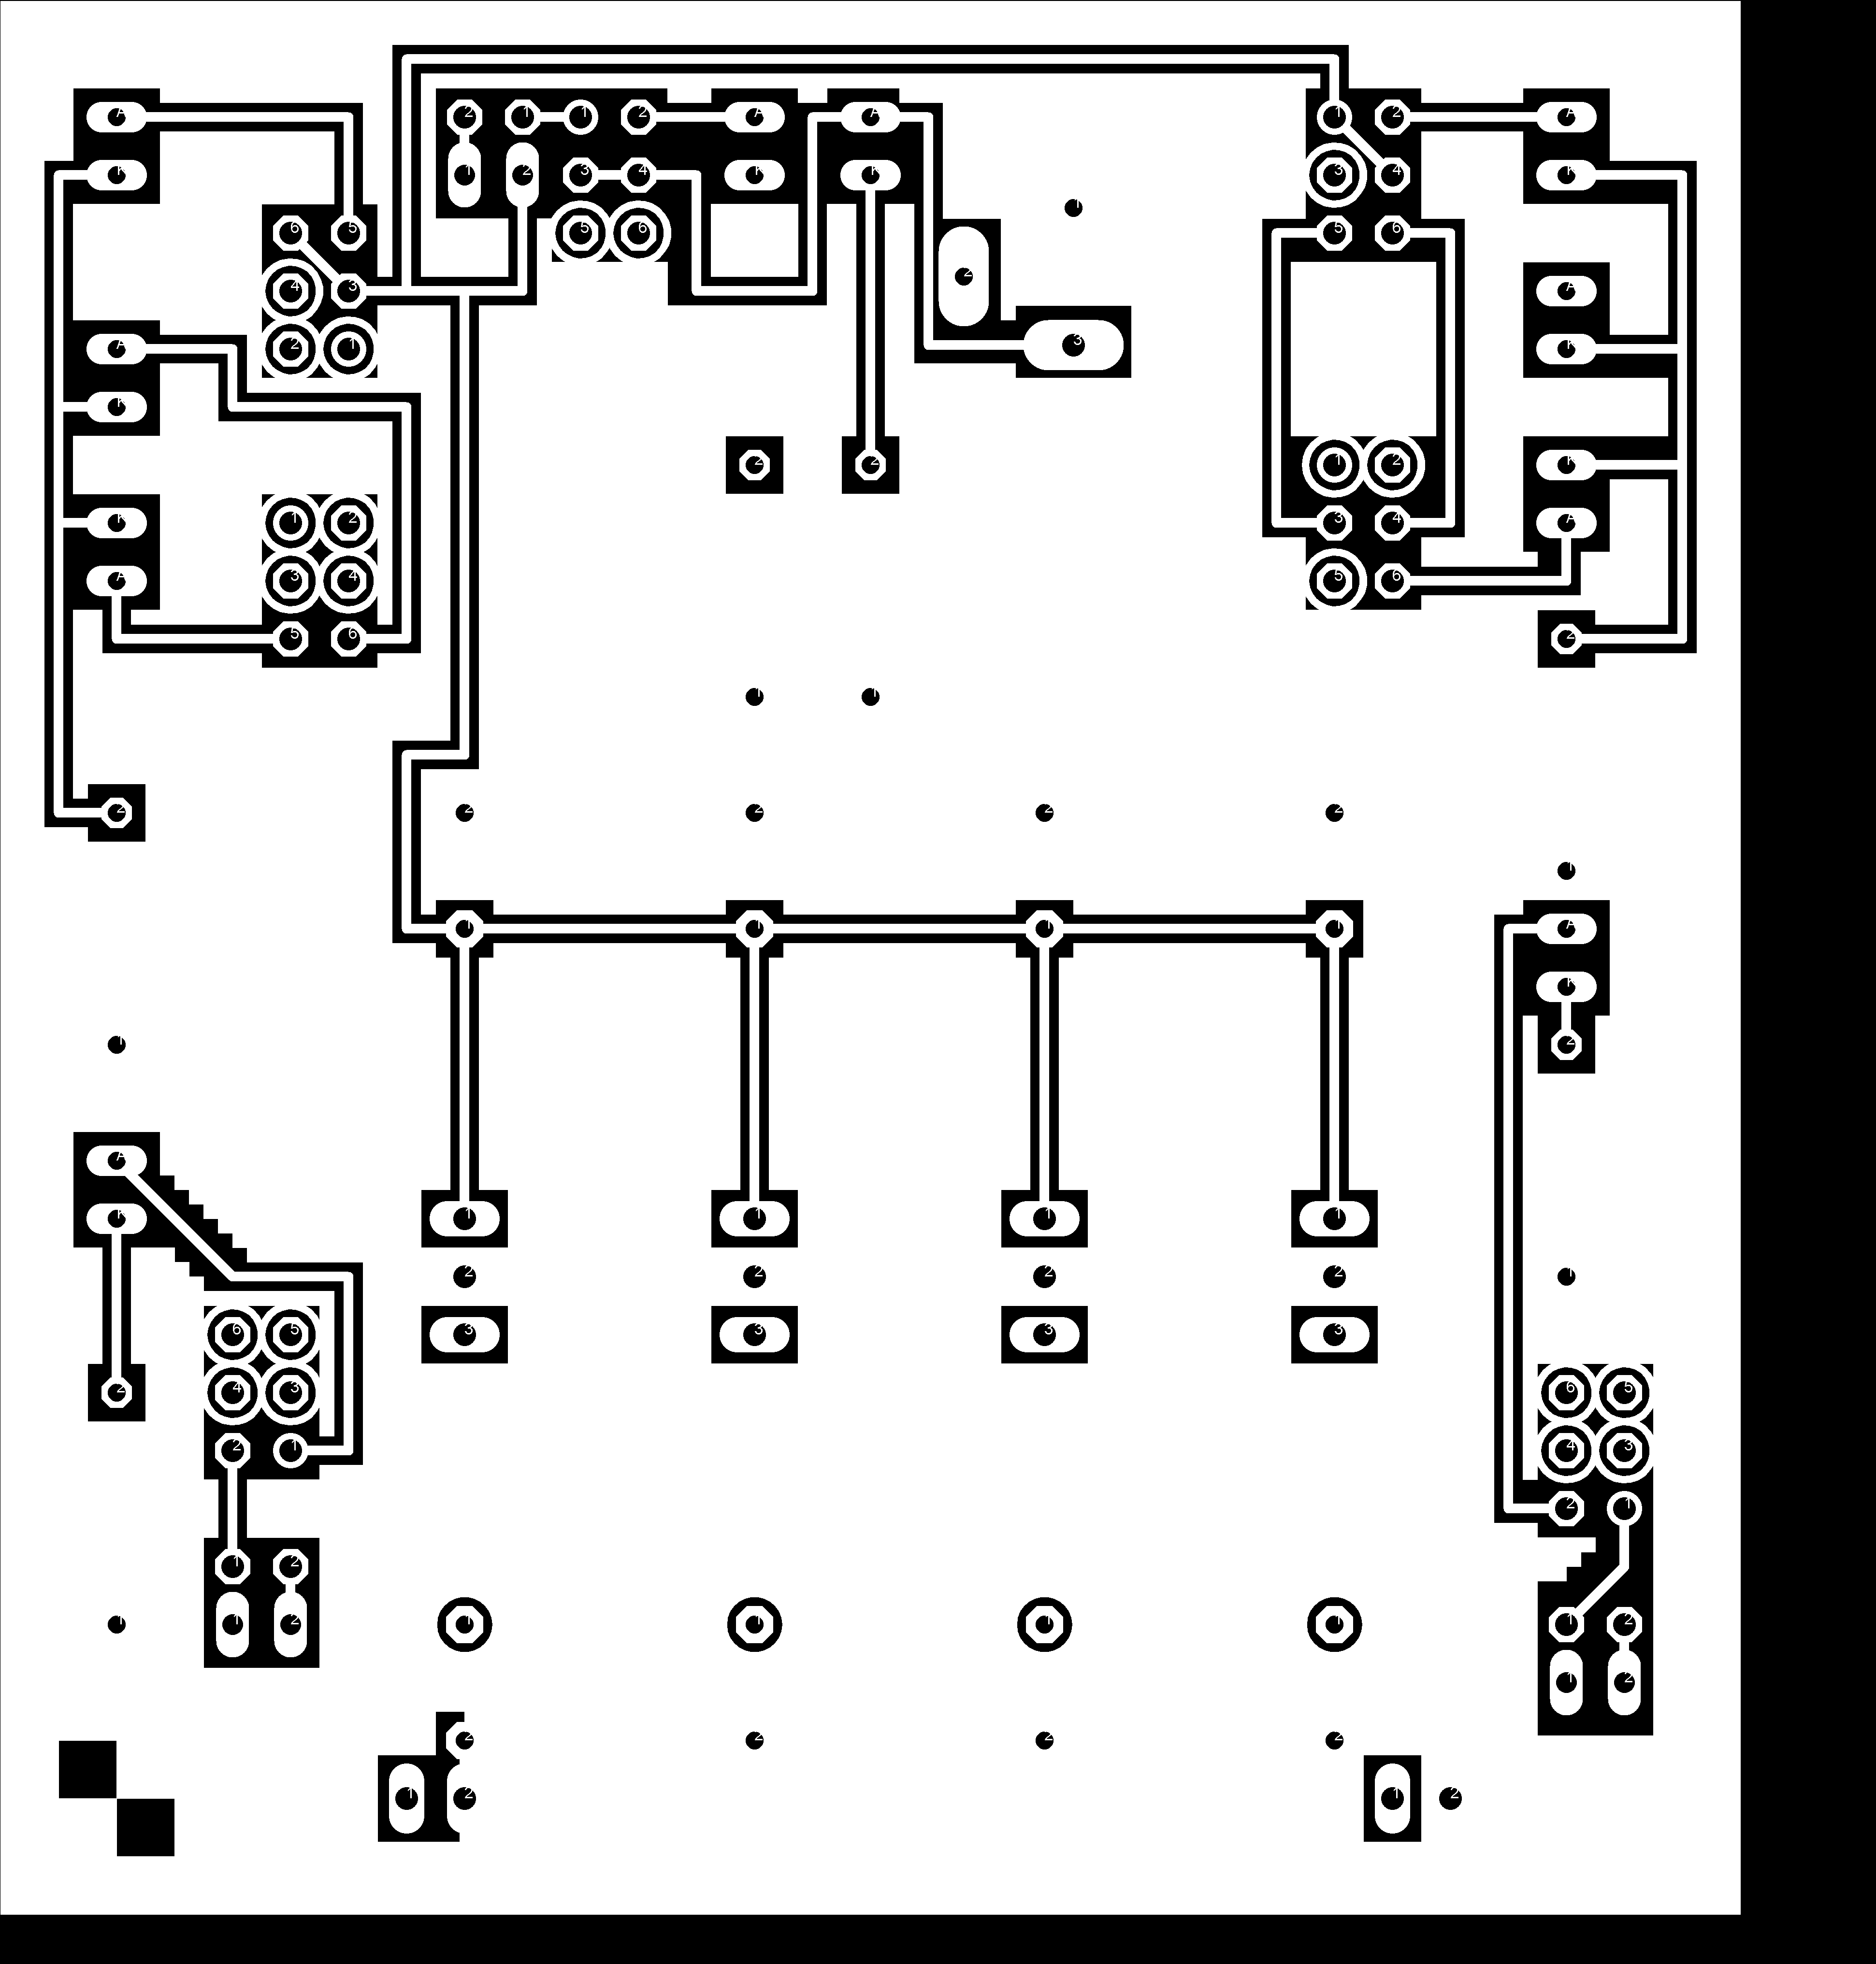 A 2 1 1 2 A A 1 2 A
K 1 2 3 4 K K 3 4 K
1
6 5 5 6 5 6
2
4 3 A
A 2 1 3 K
K
2 2 1 2 K
K 1 2 3 4 A
A 3 4 5 6
5 6 2
1 1
2 2 2 2 2
1
1 1 1 1 A
K
1 2
A
K 1 1 1 1
2 2 2 2 1
6 5 3 3 3 3
2 4 3 6 5
2 1 4 3
2 1
1 2
1 1 2 1 1 1 1 1 2
1 2
2 2 2 2
1 2 1 2